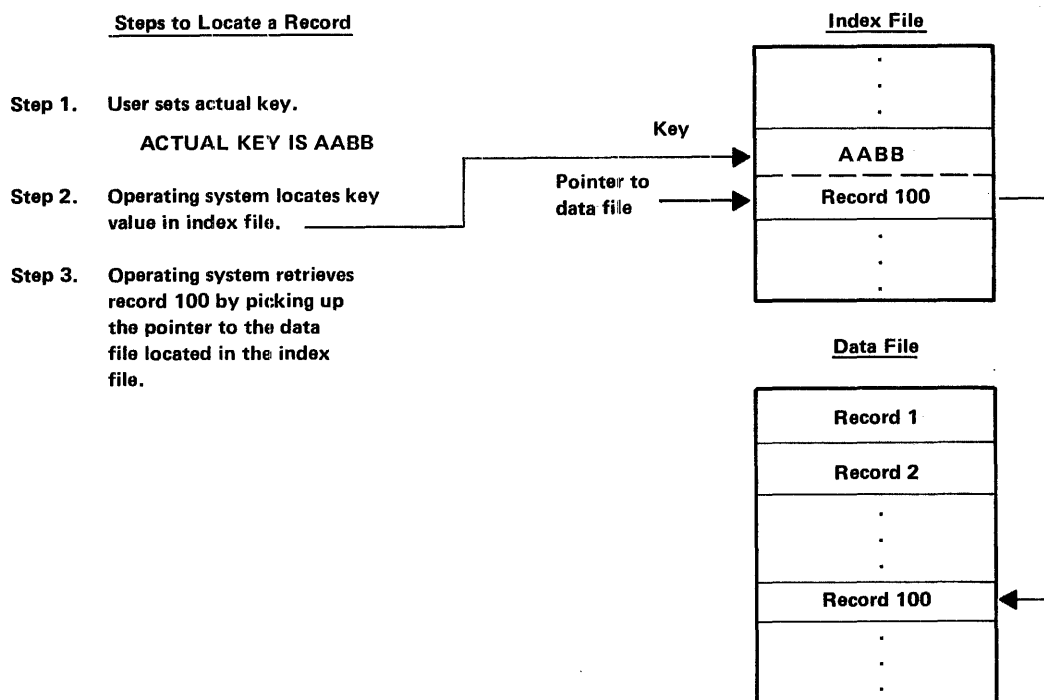 Steps to Locate a Record
Step 1. User sets actual key.
ACTUAL KEY IS AABB
Step 2. Operating system locates key
value in index file.
Step 3. Operating system retrieves
record 100 by picking up
the pointer to the data
file located in the index
file.
Index File
.
.
.
Key
AABB
Pointer to
data file
Record 100
.
.
.
Data File
Record 1
Record 2
.
.
.
Record 100
.
.
.